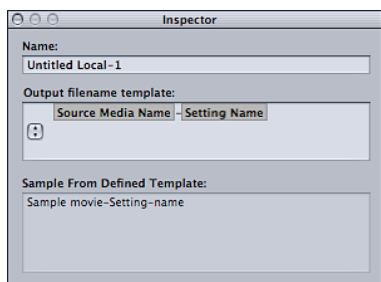 Inspector
Name:
Untitled Local-1
Output filename template:
Source Media Name - Setting Name
Sample From Defined Template:
Sample movie-Setting-name